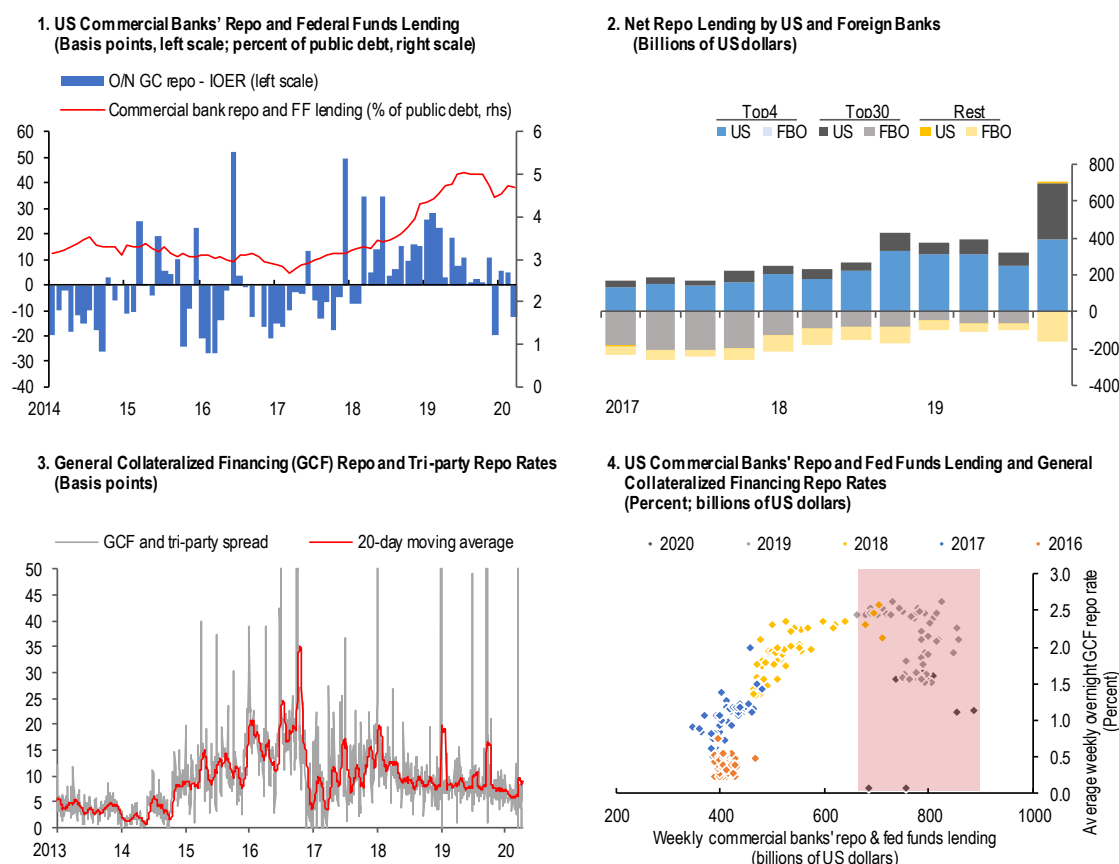 1. US Commercial Banks' Repo and Federal Funds Lending
(Basis points, left scale; percent of public debt, right scale)
O/N GC repo - IOER (left scale)
Commercial bank repo and FF lending (% of public debt, rhs)
60
50
40
30
20
10
0
-10
-20
-30
-40
6
5
4
3
2
1
0
2014 15 16 17 18 19 20
2. Net Repo Lending by US and Foreign Banks
(Billions of US dollars)
Top4 Top30 Rest
US FBO US FBO US FBO
800
600
400
200
0
-200
-400
2017 18 19
3. General Collateralized Financing (GCF) Repo and Tri-party Repo Rates
(Basis points)
GCF and tri-party spread 20-day moving average
50
45
40
35
30
25
20
15
10
5
0
2013 14 15 16 17 18 19 20
4. US Commercial Banks' Repo and Fed Funds Lending and General
Collateralized Financing Repo Rates
(Percent; billions of US dollars)
2020 2019 2018 2017 2016
3.0
2.5
2.0
1.5
1.0
0.5
0.0
Average weekly overnight GCF repo rate
(Percent)
200 400 600 800 1000
Weekly commercial banks' repo & fed funds lending
(billions of US dollars)